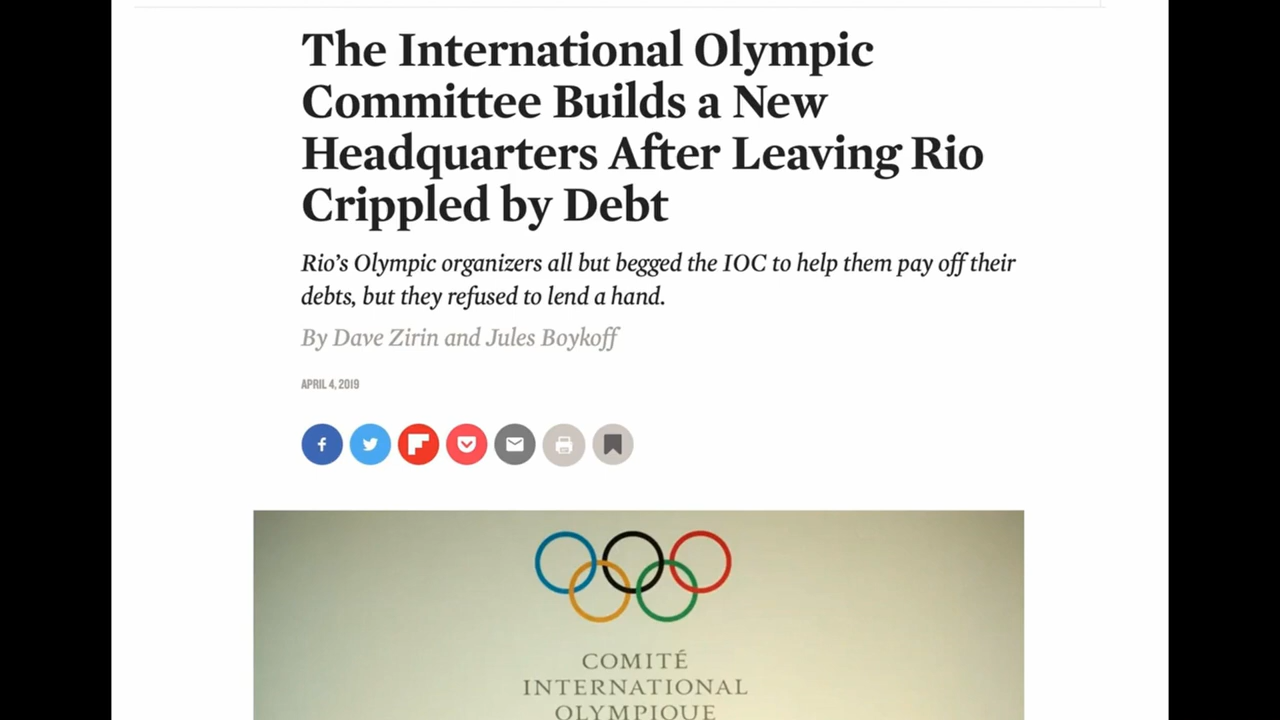 The International Olympic
Committee Builds a New
Headquarters After Leaving Rio
Crippled by Debt
Rio's Olympic organizers all but begged the IOC to help them pay off their
debts, but they refused to lend a hand.
By Dave Zirin and Jules Boykoff
APRIL 4, 2019
COMITÉ
INTERNATIONAL
OLYMPIQUE